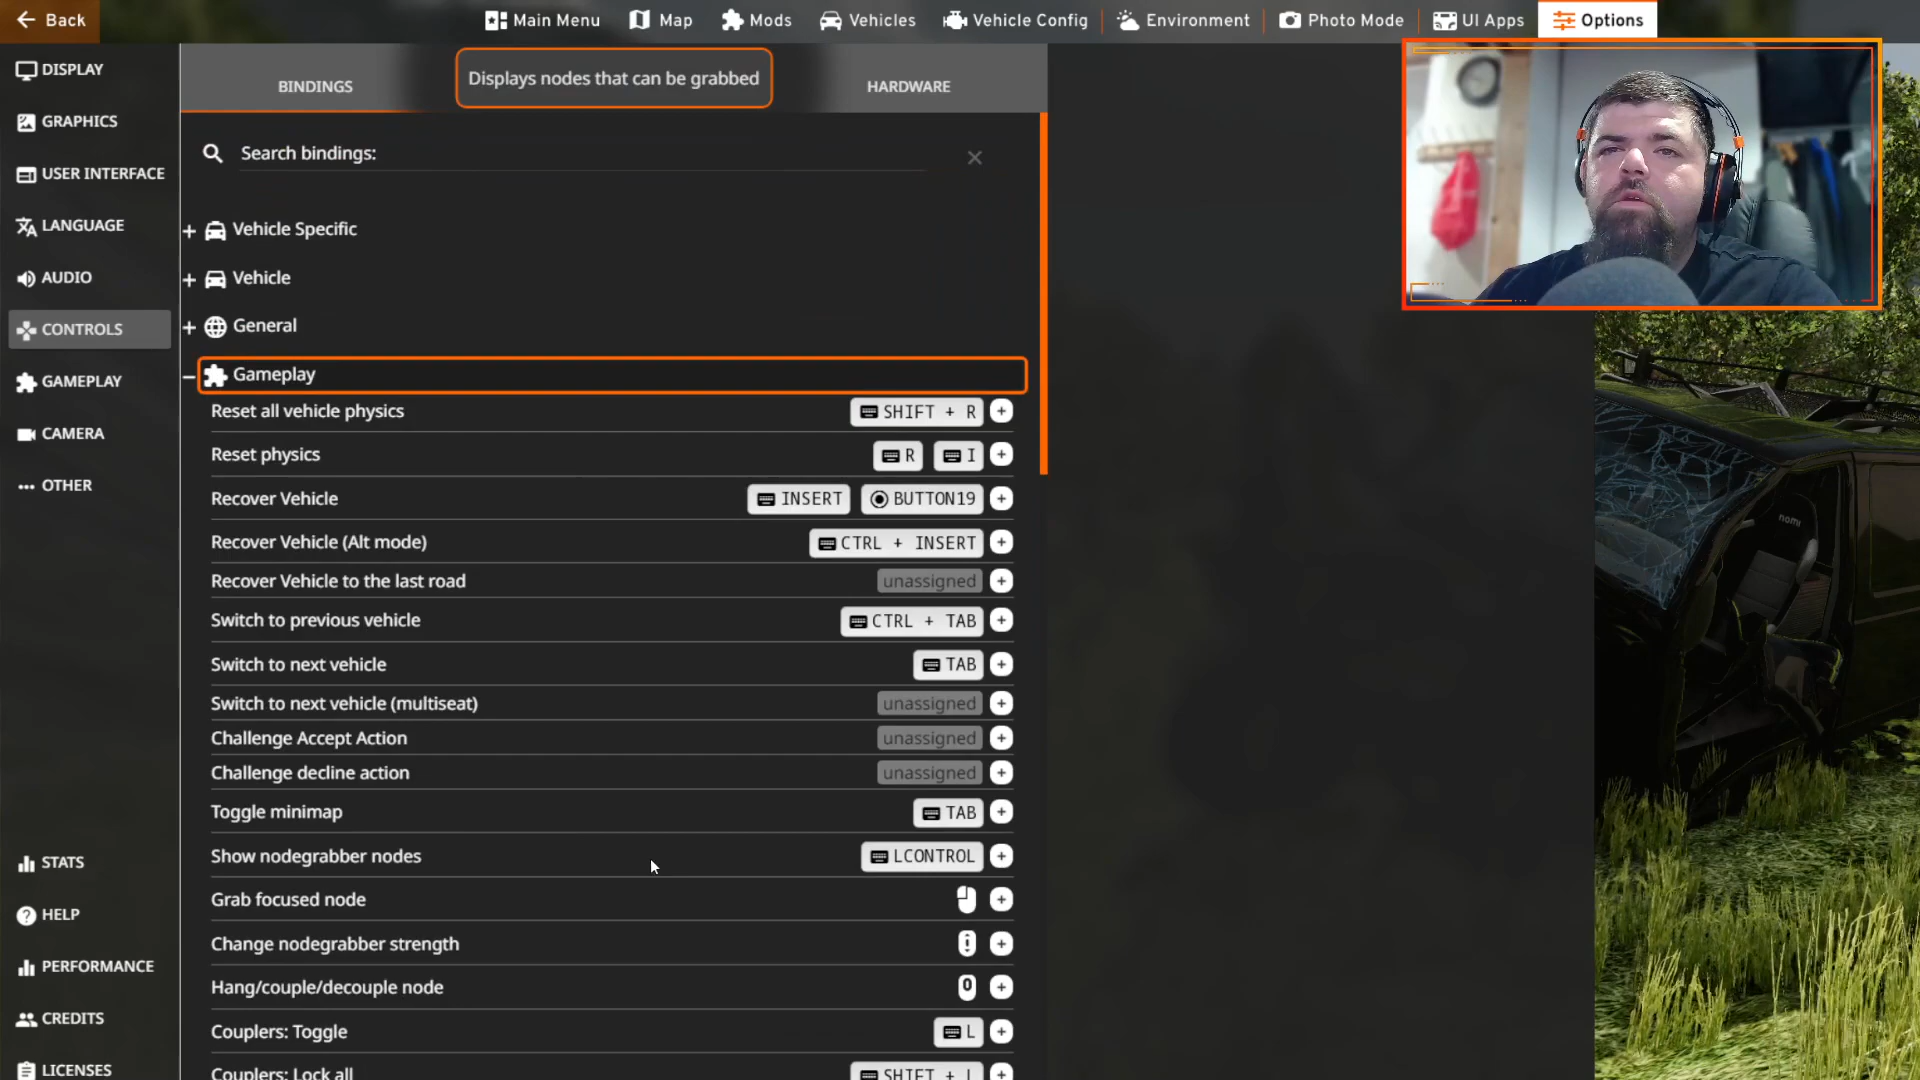 Back
Main Menu
Map
Mods
Vehicles
Vehicle Config
Environment
Photo Mode
UI Apps
Options
DISPLAY
GRAPHICS
USER INTERFACE
LANGUAGE
AUDIO
CONTROLS
GAMEPLAY
CAMERA
OTHER
STATS
HELP
PERFORMANCE
CREDITS
LICENSES
BINDINGS
Displays nodes that can be grabbed
HARDWARE
Search bindings:
Vehicle Specific
Vehicle
General
Gameplay
Reset all vehicle physics SHIFT + R
Reset physics R I
Recover Vehicle INSERT BUTTON19
Recover Vehicle (Alt mode) CTRL + INSERT
Recover Vehicle to the last road unassigned
Switch to previous vehicle CTRL + TAB
Switch to next vehicle TAB
Switch to next vehicle (multiseat) unassigned
Challenge Accept Action unassigned
Challenge decline action unassigned
Toggle minimap TAB
Show nodegrabber nodes LCONTROL
Grab focused node
Change nodegrabber strength
Hang/couple/decouple node
Couplers: Toggle L
Couplers: Lock all SHIFT + L
nomi